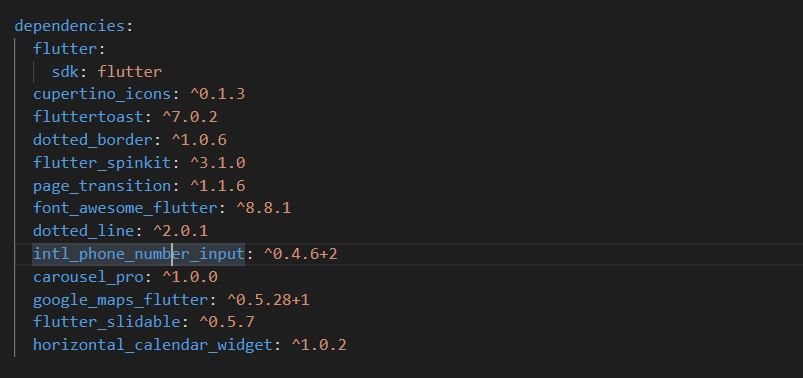 dependencies:
flutter:
sdk: flutter
cupertino_icons: ^0.1.3
fluttertoast: ^7.0.2
dotted_border: ^1.0.6
flutter_spinkit: ^3.1.0
page_transition: ^1.1.6
font_awesome_flutter: ^8.8.1
dotted_line: ^2.0.1
intl_phone_number_input: ^0.4.6+2
carousel_pro: ^1.0.0
google_maps_flutter: ^0.5.28+1
flutter_slidable: ^0.5.7
horizontal_calendar_widget: ^1.0.2